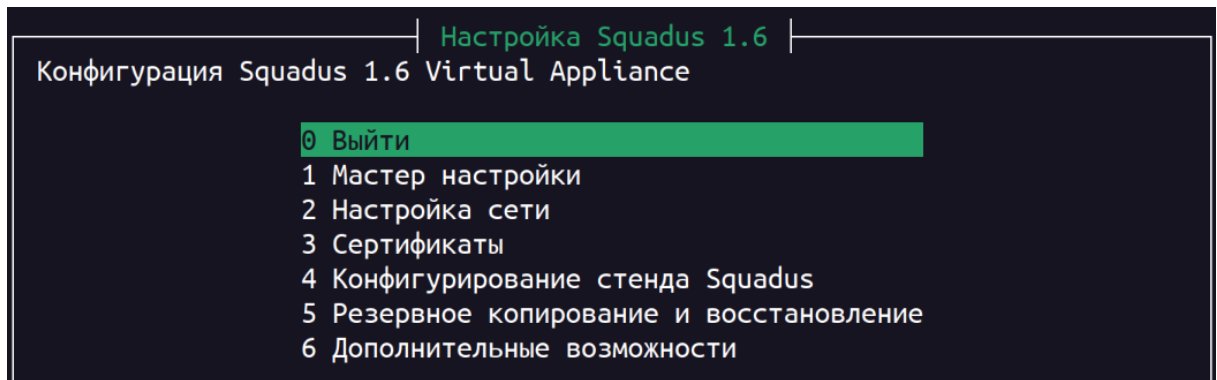 Настройка Squadus 1.6
Конфигурация Squadus 1.6 Virtual Appliance
0 Выйти
1 Мастер настройки
2 Настройка сети
3 Сертификаты
4 Конфигурирование стенда Squadus
5 Резервное копирование и восстановление
6 Дополнительные возможности